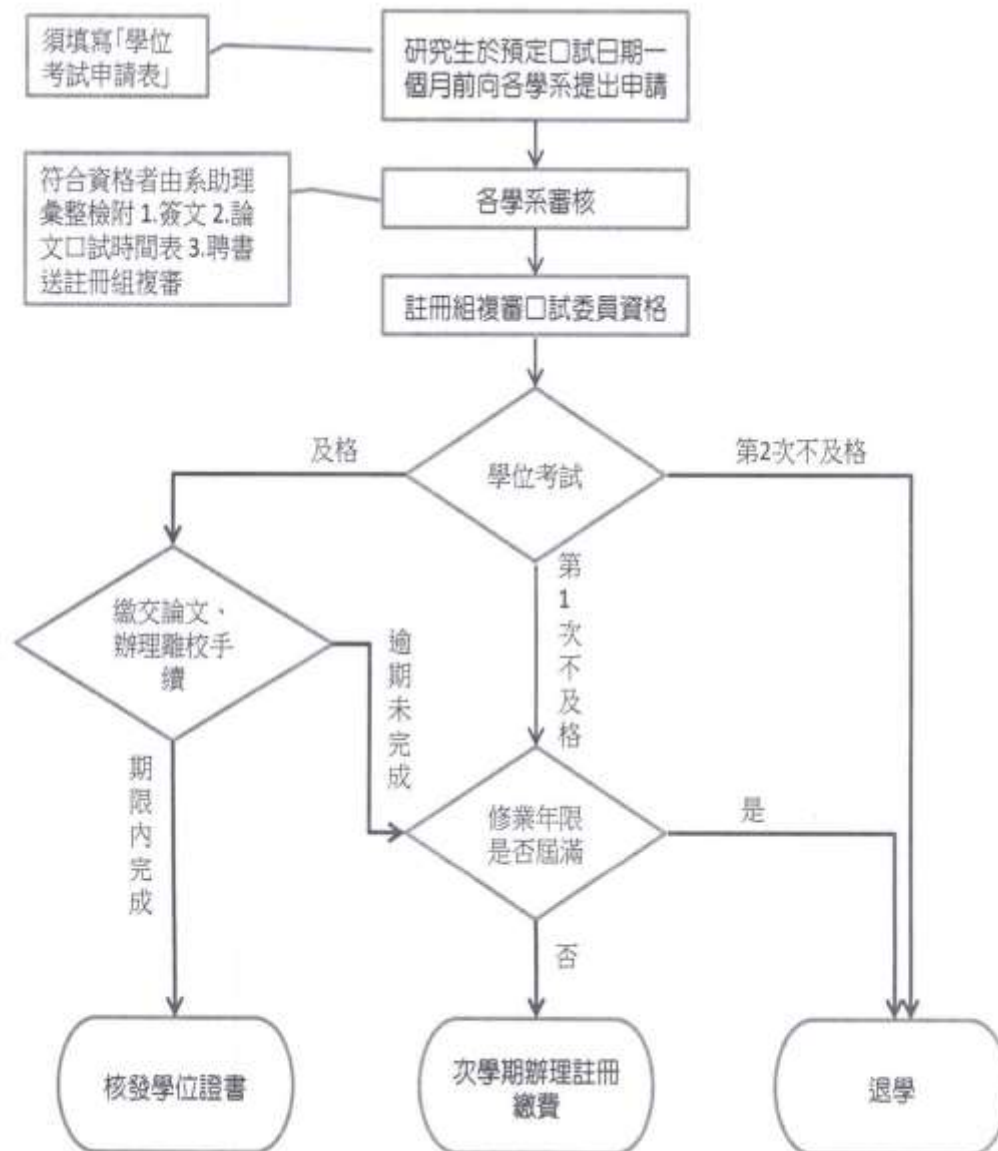 須填寫「學位
考試申請表」
研究生於預定口試日期一
個月前向各學系提出申請
符合資格者由系助理
彙整檢附 1.簽文 2.論
文口試時間表 3.聘書
送註冊組複審
各學系審核
註冊組複審口試委員資格
學位考試
及格
第2次不及格
第1次不及格
繳交論文、
辦理離校手
續
逾期未完成
期限內完成
修業年限
是否屆滿
是
否
核發學位證書
次學期辦理註冊
繳費
退學